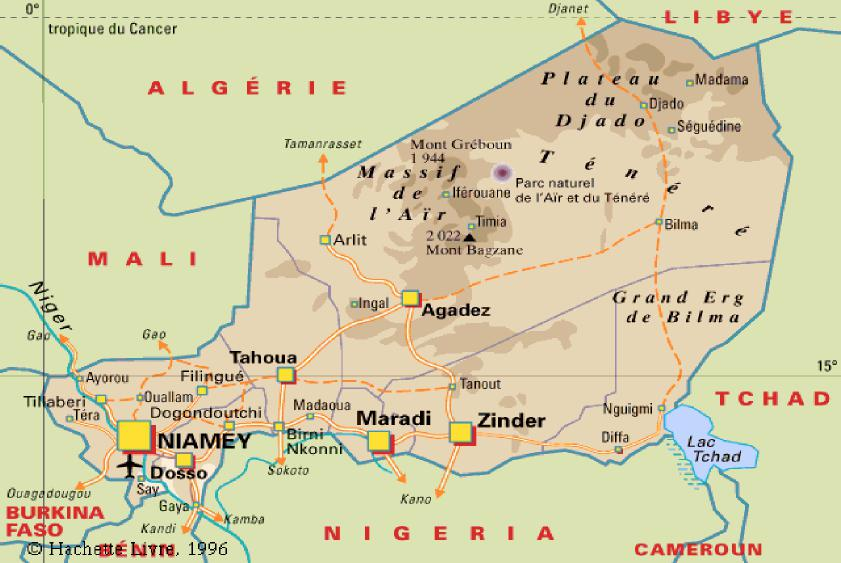 0°
Djanet
LIBYE
tropique du Cancer
ALGÉRIE
Plateau
du
Djado
Madama
Djado
Séguédine
Tamanrasset
Mont Gréboun
1 944
Massif
de
l'Aïr
Iférouane
Parc naturel
de l'Aïr et du Ténéré
Ténéré
Timia
2 022
Mont Bagzane
Bilma
Arlit
MALI
Niger
Ingal
Agadez
Grand Erg
de Bilma
Gao
Gao
Tahoua
15°
Ayorou
Filingué
Tanout
Tillaberi
Ouallam
Téra
Dogondoutchi
Madaoua
Maradi
Zinder
Nguigmi
TCHAD
NIAMEY
Birni
Nkonni
Diffa
Lac
Tchad
Dosso
Sokoto
Say
Ouagadougou
Gaya
Kano
BURKINA
FASO
Kandi
Kamba
NIGERIA
BÉNIN
CAMEROUN
© Hachette Livre, 1996